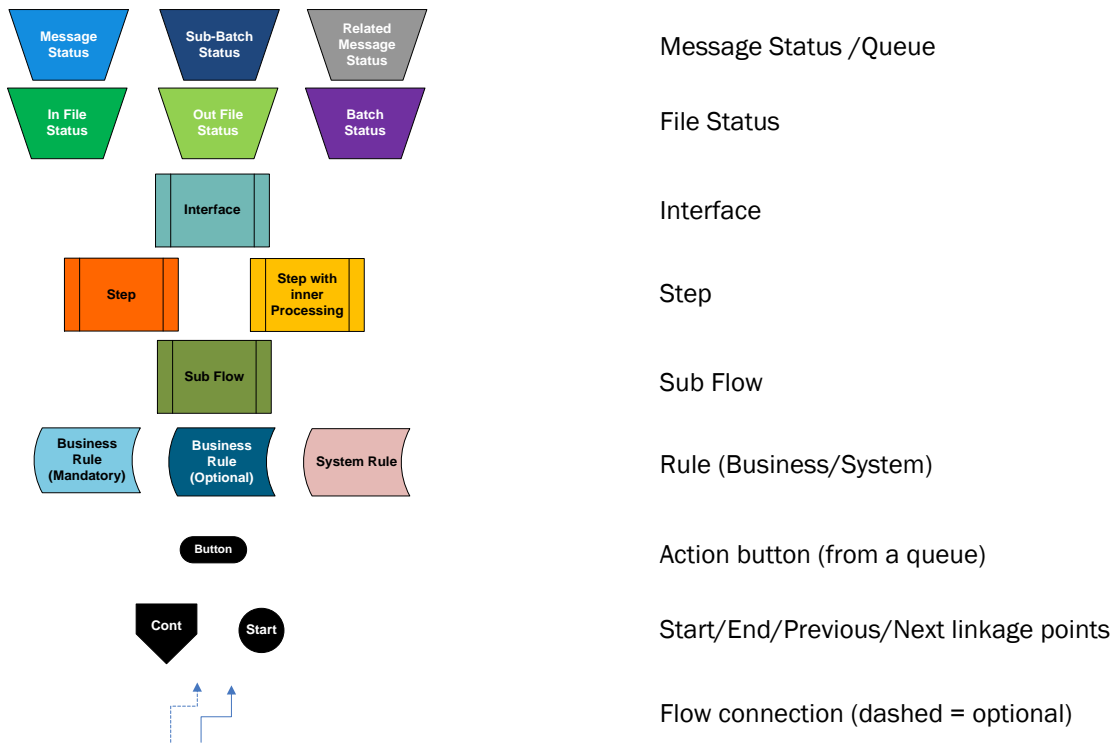 Message
Status
Sub-Batch
Status
Related
Message
Status
Message Status /Queue
In File
Status
Out File
Status
Batch
Status
File Status
Interface
Interface
Step
Step with
inner
Processing
Step
Sub Flow
Sub Flow
Business
Rule
(Mandatory)
Business
Rule
(Optional)
System Rule
Rule (Business/System)
Button
Action button (from a queue)
Cont
Start
Start/End/Previous/Next linkage points
Flow connection (dashed = optional)